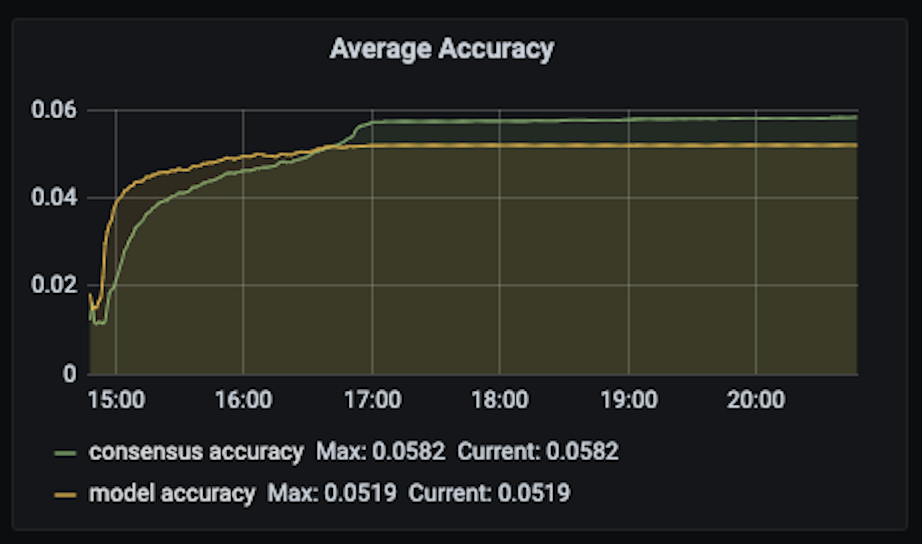 Average Accuracy
0.06
0.04
0.02
0
15:00 16:00 17:00 18:00 19:00 20:00
consensus accuracy Max: 0.0582 Current: 0.0582
model accuracy Max: 0.0519 Current: 0.0519